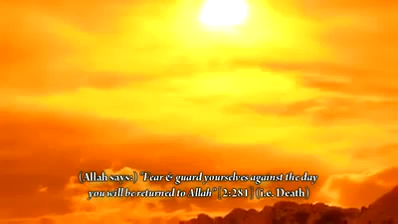 (Allah says:) "Fear & guard yourselves against the day
you will be returned to Allah" [2:281] (i.e. Death)